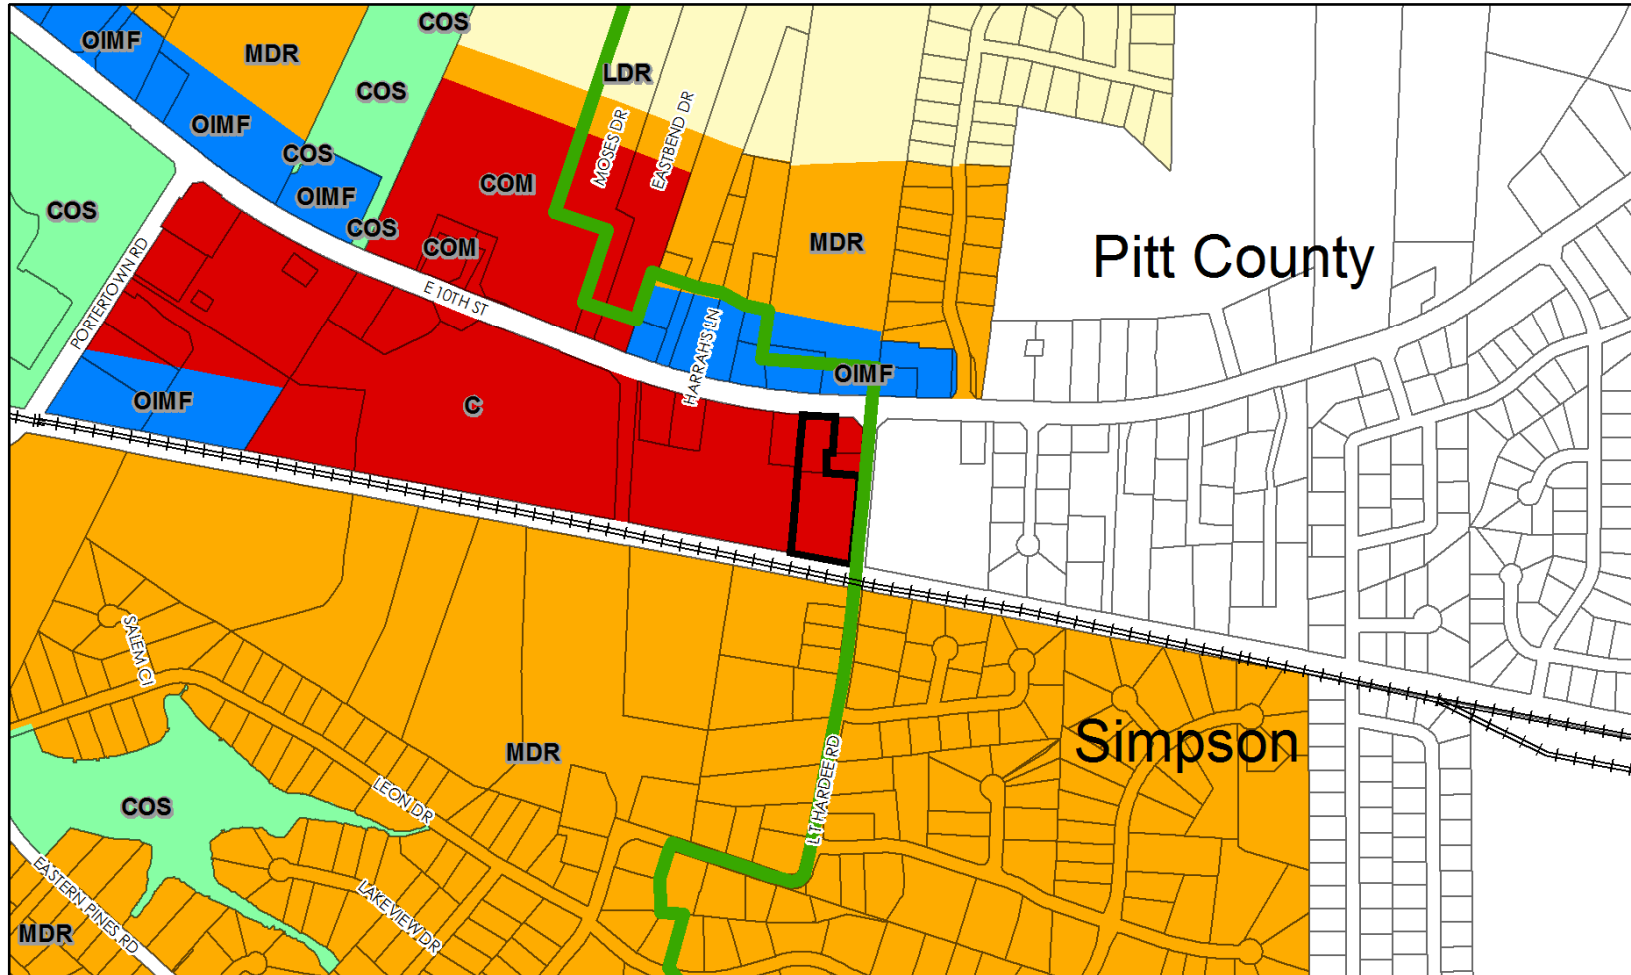 COS
OIMF
MDR
LDR
COS
OIMF
COS
MOSES DR
EASTBEND DR
COM
OIMF
COS
COS
COM
MDR
Pitt County
PORTERTOWN RD
E 10TH ST
HARRAH'S LN
OIMF
OIMF
C
SALEM CI
MDR
Simpson
L T HARDEE RD
LEON DR
COS
EASTERN PINES RD
LAKEVIEW DR
MDR